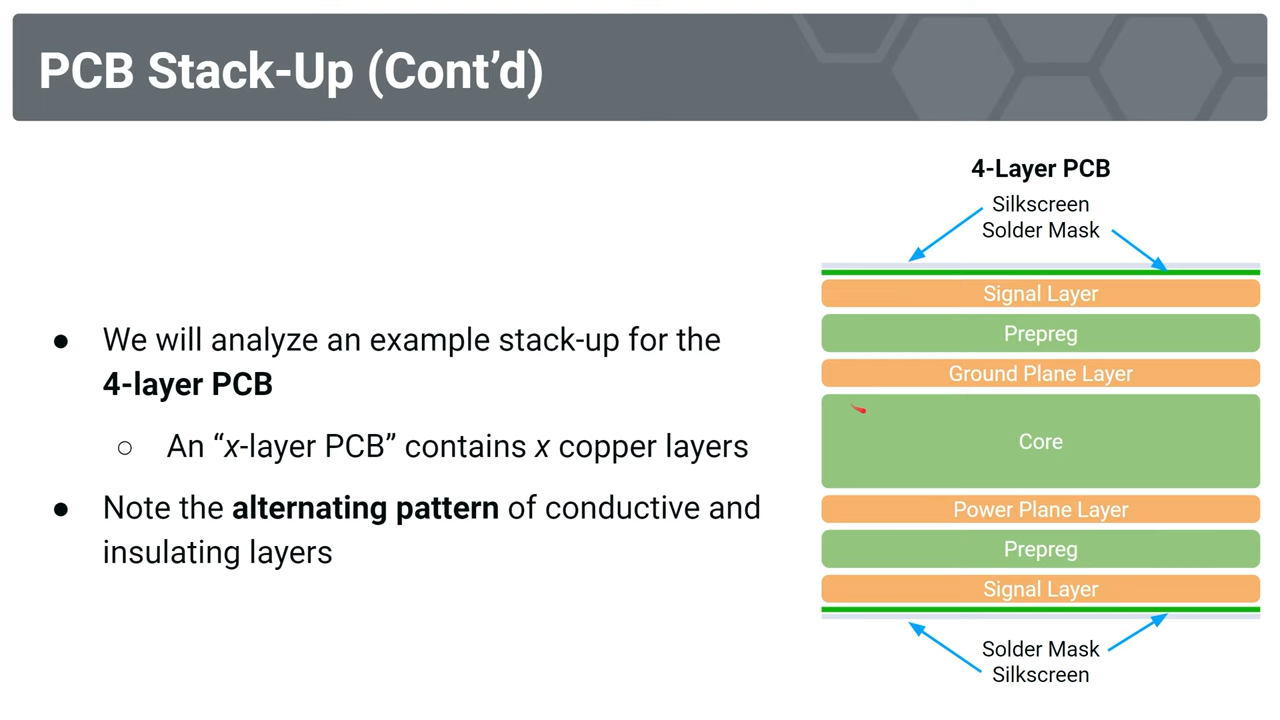 PCB Stack-Up (Cont’d)
● We will analyze an example stack-up for the
4-layer PCB
○ An “x-layer PCB” contains x copper layers
● Note the alternating pattern of conductive and
insulating layers
4-Layer PCB
Silkscreen
Solder Mask
Signal Layer
Prepreg
Ground Plane Layer
Core
Power Plane Layer
Prepreg
Signal Layer
Solder Mask
Silkscreen